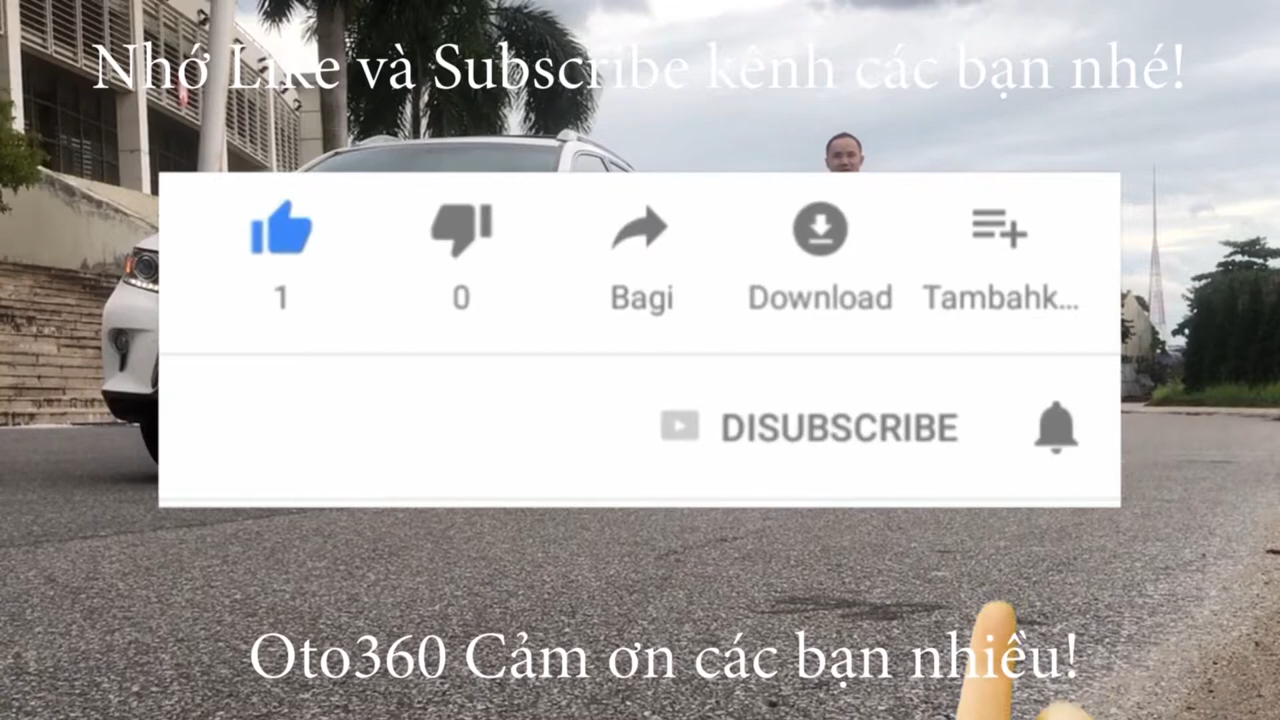 Nhớ Like và Subscribe kênh các bạn nhé!
1 0 Bagi Download Tambahk...
DISUBSCRIBE
Oto360 Cảm ơn các bạn nhiều!